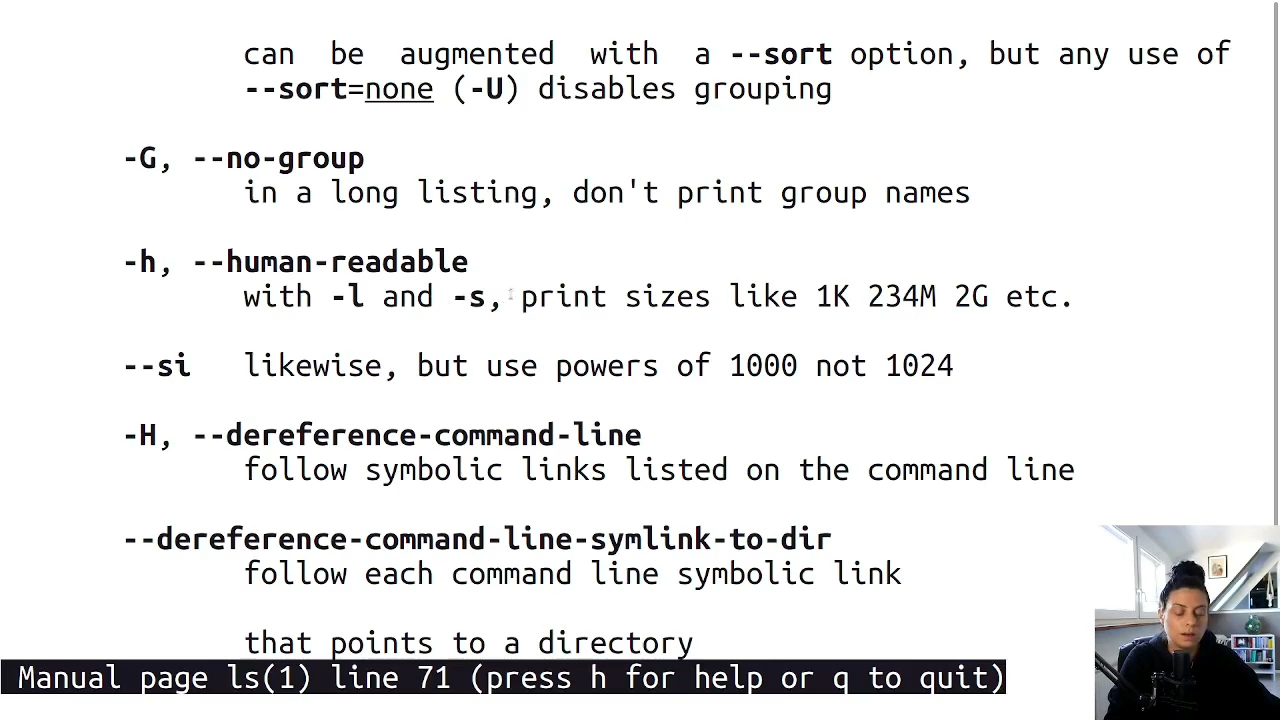 can be augmented with a --sort option, but any use of
--sort=none (-U) disables grouping
-G, --no-group
in a long listing, don't print group names
-h, --human-readable
with -l and -s, print sizes like 1K 234M 2G etc.
--si likewise, but use powers of 1000 not 1024
-H, --dereference-command-line
follow symbolic links listed on the command line
--dereference-command-line-symlink-to-dir
follow each command line symbolic link
that points to a directory
Manual page ls(1) line 71 (press h for help or q to quit)